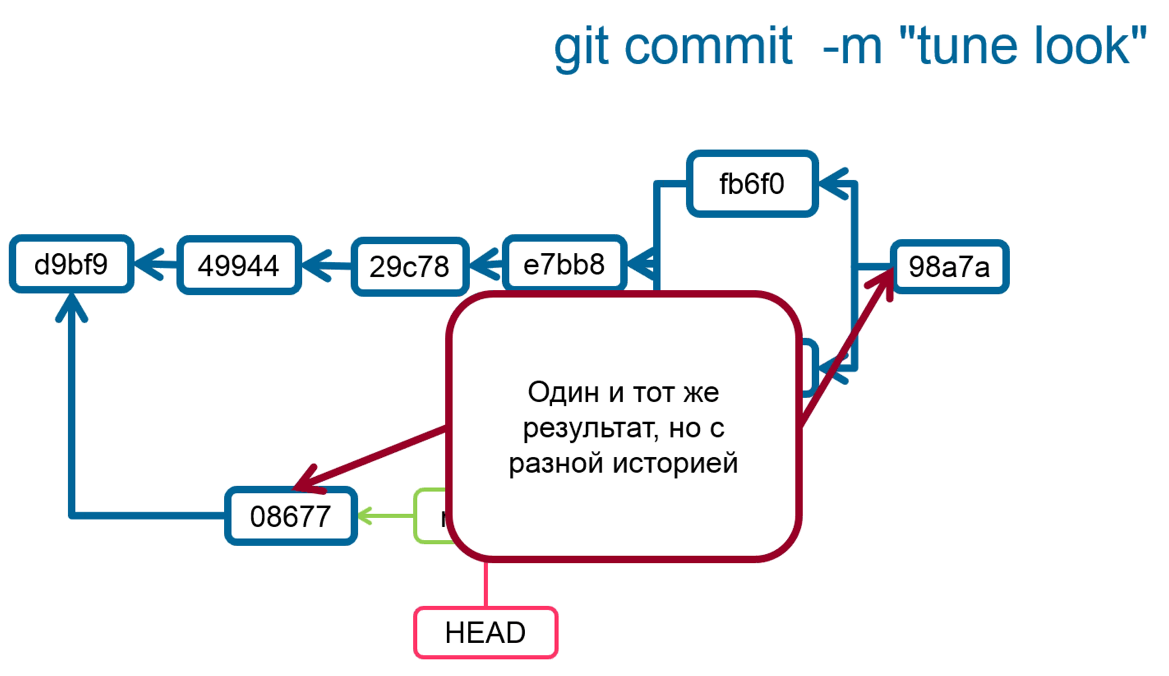 git commit -m "tune look"
fb6f0
d9bf9
49944
29c78
e7bb8
98a7a
Один и тот же
результат, но с
разной историей
08677
HEAD